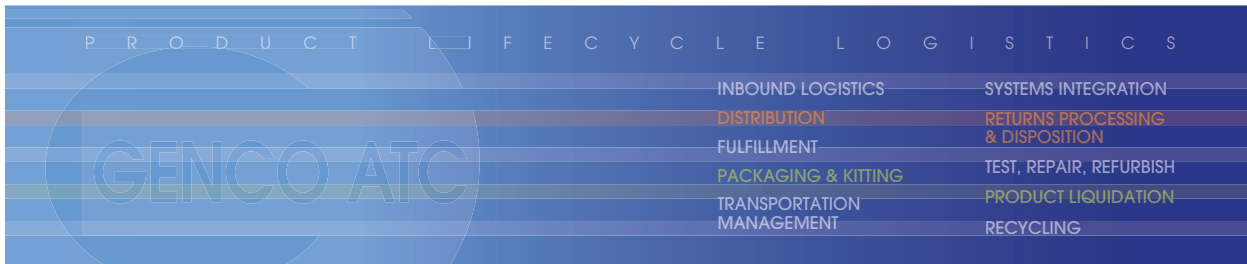 PRODUCT LIFECYCLE LOGISTICS
GENCO ATC
INBOUND LOGISTICS
DISTRIBUTION
FULFILLMENT
PACKAGING & KITTING
TRANSPORTATION
MANAGEMENT
SYSTEMS INTEGRATION
RETURNS PROCESSING
& DISPOSITION
TEST, REPAIR, REFURBISH
PRODUCT LIQUIDATION
RECYCLING